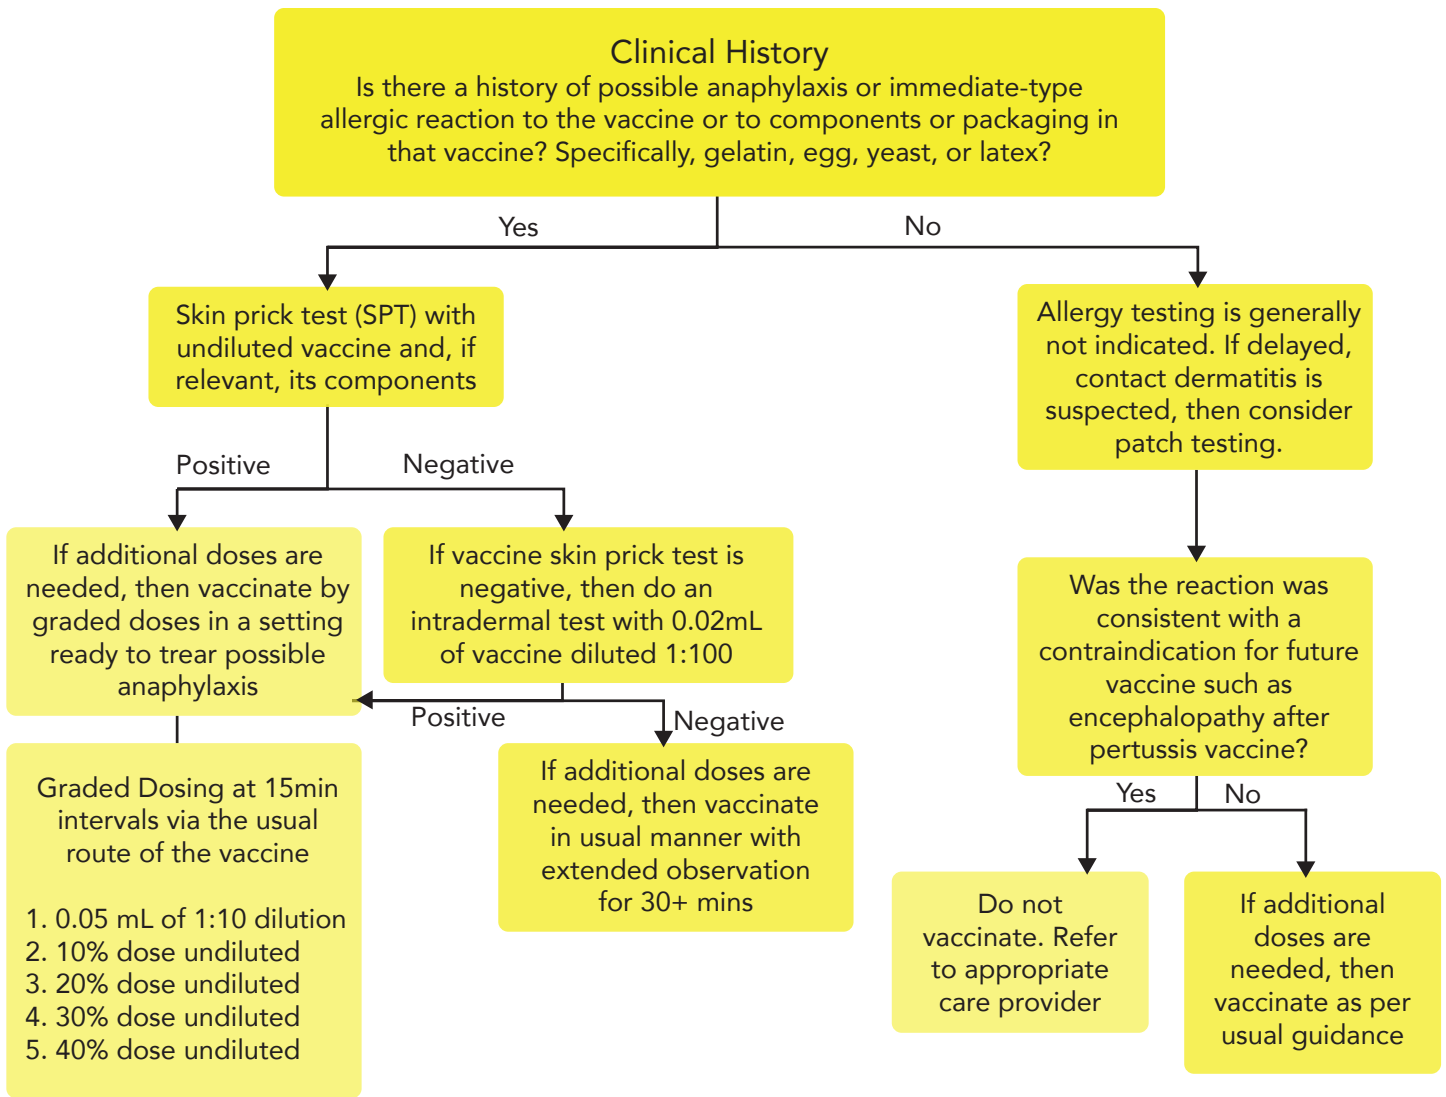 Clinical History
Is there a history of possible anaphylaxis or immediate-type
allergic reaction to the vaccine or to components or packaging in
that vaccine? Specifically, gelatin, egg, yeast, or latex?
Yes
No
Skin prick test (SPT) with
undiluted vaccine and, if
relevant, its components
Allergy testing is generally
not indicated. If delayed,
contact dermatitis is
suspected, then consider
patch testing.
Positive
Negative
If additional doses are
needed, then vaccinate by
graded doses in a setting
ready to trear possible
anaphylaxis
If vaccine skin prick test is
negative, then do an
intradermal test with 0.02mL
of vaccine diluted 1:100
Was the reaction was
consistent with a
contraindication for future
vaccine such as
encephalopathy after
pertussis vaccine?
Positive
Negative
Graded Dosing at 15min
intervals via the usual
route of the vaccine
1. 0.05 mL of 1:10 dilution
2. 10% dose undiluted
3. 20% dose undiluted
4. 30% dose undiluted
5. 40% dose undiluted
If additional doses are
needed, then vaccinate
in usual manner with
extended observation
for 30+ mins
Yes
No
Do not
vaccinate. Refer
to appropriate
care provider
If additional
doses are
needed, then
vaccinate as per
usual guidance